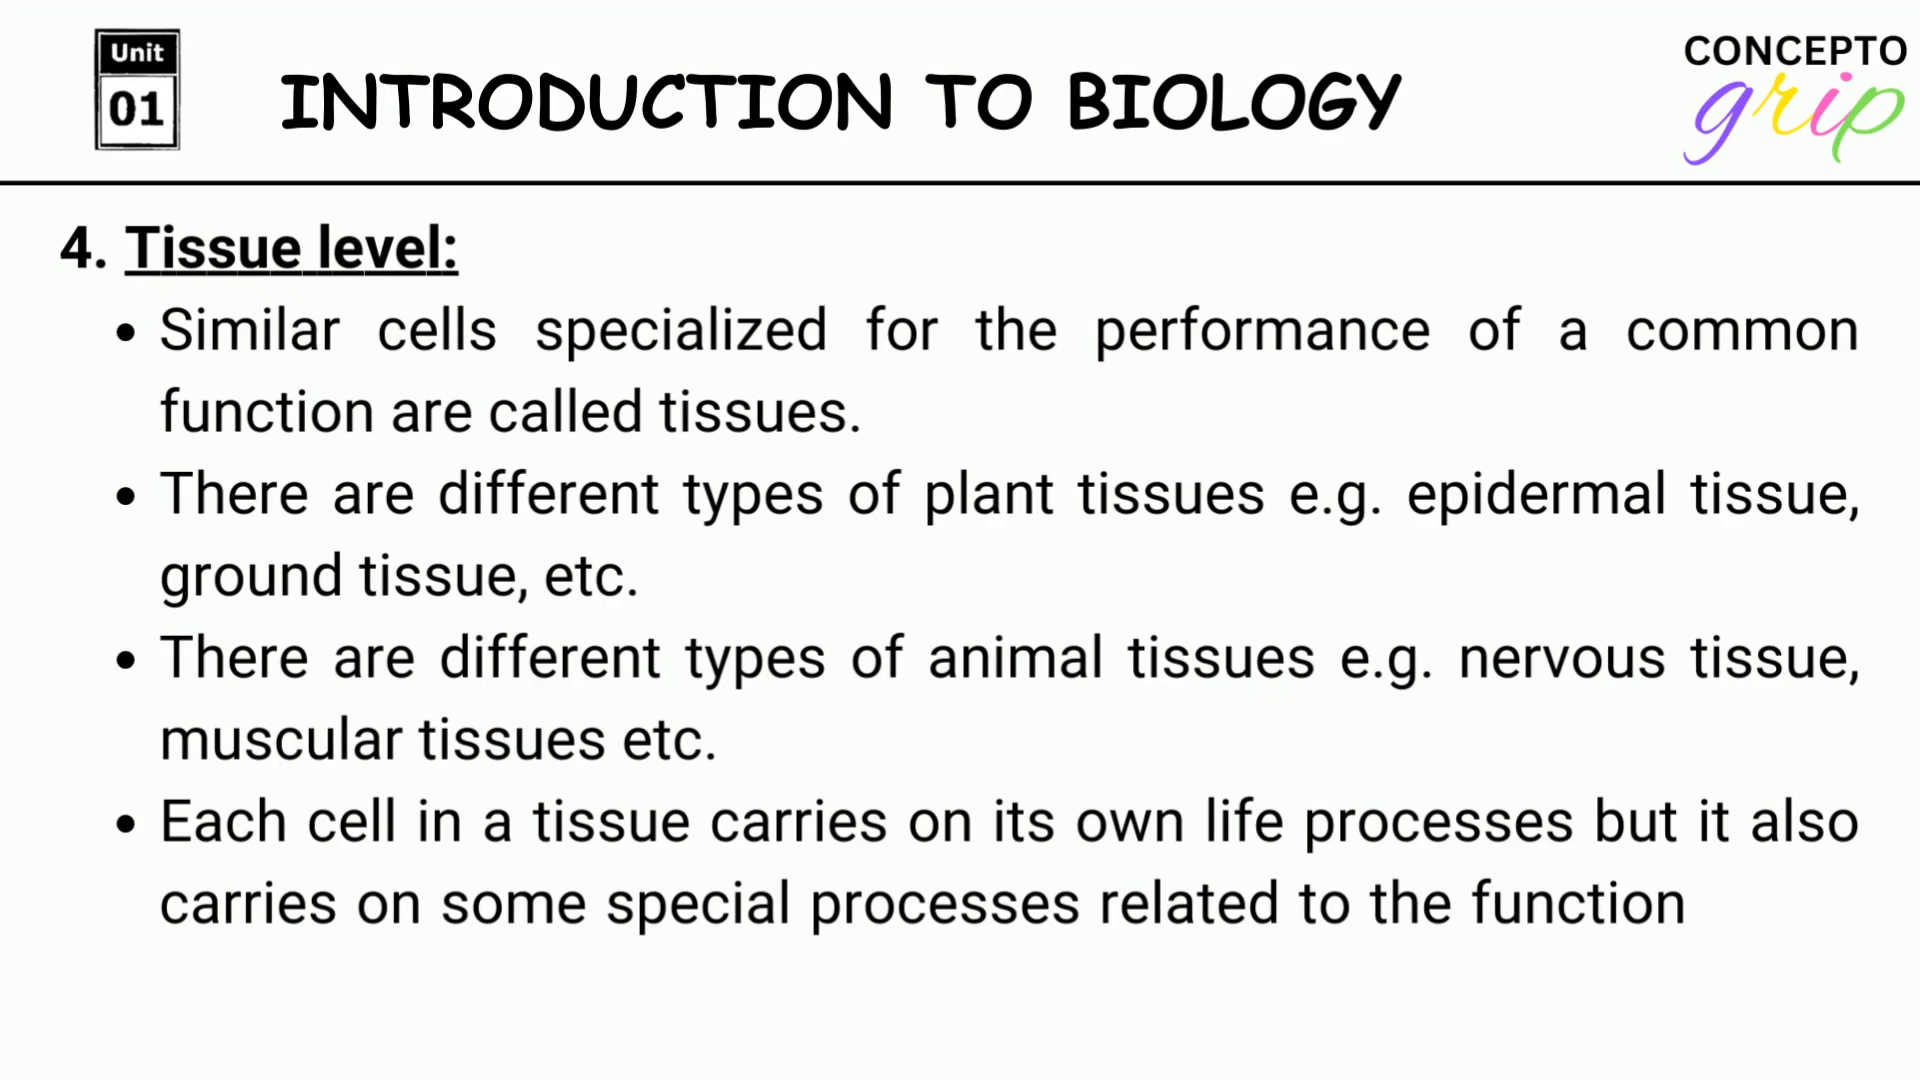 Unit
01
INTRODUCTION TO BIOLOGY
CONCEPTO
grip
4. Tissue level:
• Similar cells specialized for the performance of a common
function are called tissues.
• There are different types of plant tissues e.g. epidermal tissue,
ground tissue, etc.
• There are different types of animal tissues e.g. nervous tissue,
muscular tissues etc.
• Each cell in a tissue carries on its own life processes but it also
carries on some special processes related to the function